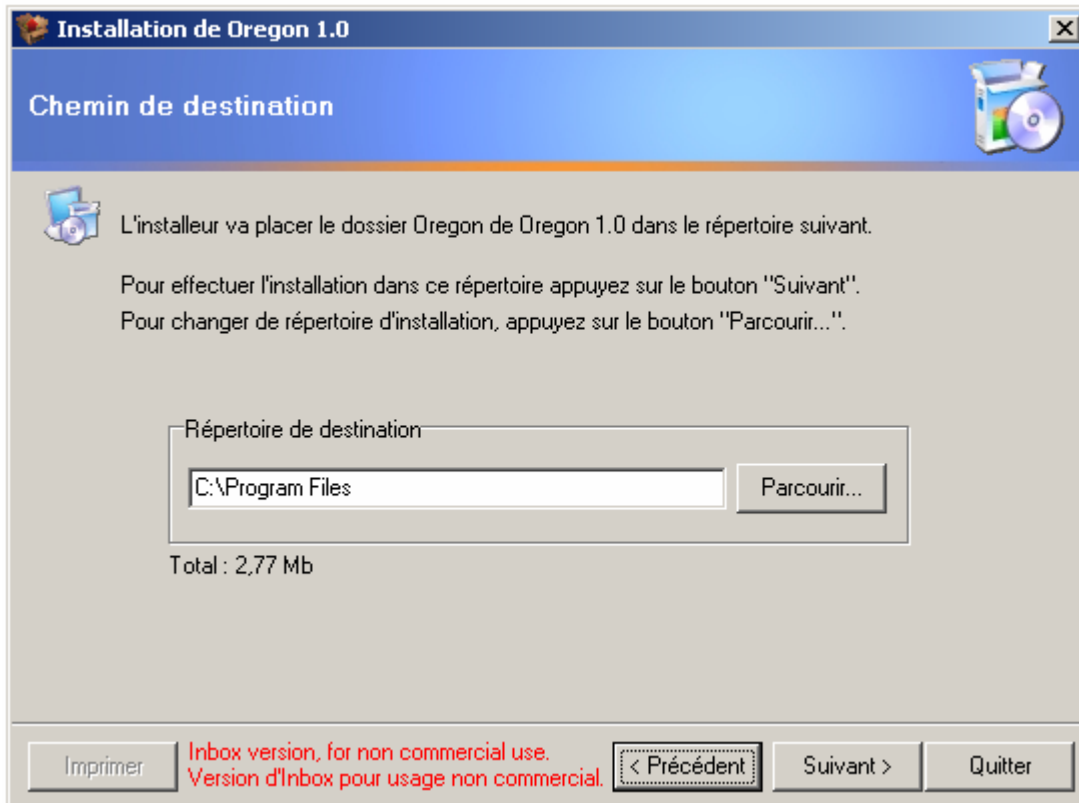 Installation de Oregon 1.0
Chemin de destination
L'installeur va placer le dossier Oregon de Oregon 1.0 dans le répertoire suivant.
Pour effectuer l'installation dans ce répertoire appuyez sur le bouton "Suivant".
Pour changer de répertoire d'installation, appuyez sur le bouton "Parcourir...".
Répertoire de destination
C:\Program Files
Parcourir...
Total : 2,77 Mb
Imprimer
Inbox version, for non commercial use.
Version d'Inbox pour usage non commercial.
< Précédent
Suivant >
Quitter